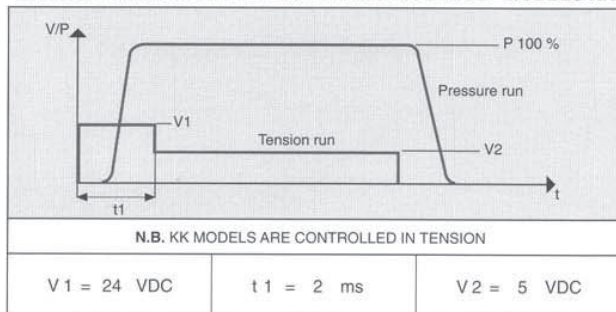 V/P
P 100 %
Pressure run
V1
Tension run
V2
t
t1
N.B. KK MODELS ARE CONTROLLED IN TENSION
V 1 = 24 VDC
t 1 = 2 ms
V 2 = 5 VDC